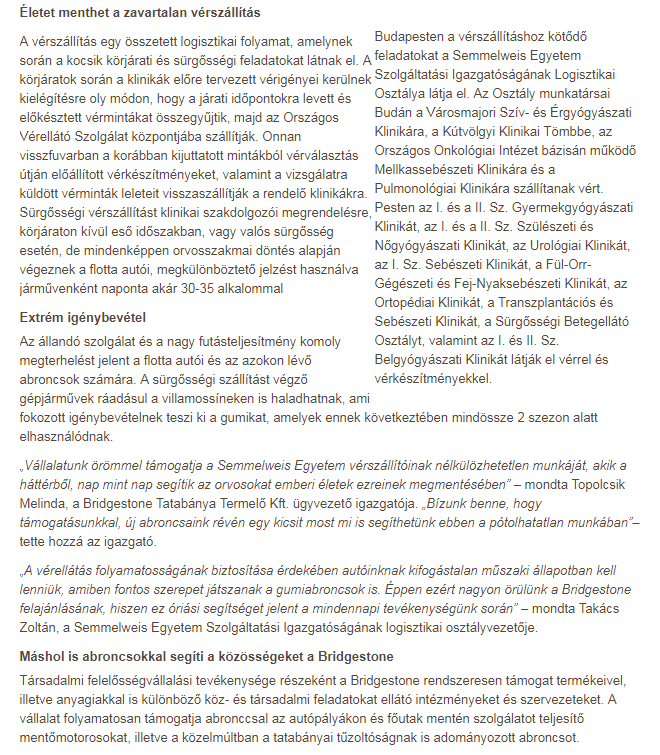 Életet menthet a zavartalan vérszállítás
A vérszállítás egy összetett logisztikai folyamat, amelynek
során a kocsik körjárati és sürgősségi feladatokat látnak el. A
körjáratok során a klinikák előre tervezett vérigényei kerülnek
kielégítésre oly módon, hogy a járati időpontokra levett és
előkészített vérmintákat összegyűjtik, majd az Országos
Vérellátó Szolgálat központjába szállítják. Onnan
visszfuvarban a korábban kijuttatott mintákból vérválasztás
útján előállított vérkészítményeket, valamint a vizsgálatra
küldött vérminták leleteit visszaszállítják a rendelő klinikákra.
Sürgősségi vérszállítást klinikai szakdolgozói megrendelésre,
körjáraton kívül eső időszakban, vagy valós sürgősség
esetén, de mindenképpen orvosszakmai döntés alapján
végeznek a flotta autói, megkülönböztető jelzést használva
járművenként naponta akár 30-35 alkalommal
Budapesten a vérszállításhoz kötődő
feladatokat a Semmelweis Egyetem
Szolgáltatási Igazgatóságának Logisztikai
Osztálya látja el. Az Osztály munkatársai
Budán a Városmajori Szív- és Érgyógyászati
Klinikára, a Kútvölgyi Klinikai Tömbbe, az
Országos Onkológiai Intézet bázisán működő
Mellkassebészeti Klinikára és a
Pulmonológiai Klinikára szállítanak vért.
Pesten az I. és a II. Sz. Gyermekgyógyászati
Klinikát, az I. és a II. Sz. Szülészeti és
Nőgyógyászati Klinikát, az Urológiai Klinikát,
az I. Sz. Sebészeti Klinikát, a Fül-Orr-
Gégészeti és Fej-Nyaksebészeti Klinikát, az
Ortopédiai Klinikát, a Transzplantációs és
Sebészeti Klinikát, a Sürgősségi Betegellátó
Osztályt, valamint az I. és II. Sz.
Belgyógyászati Klinikát látják el vérrel és
vérkészítményekkel.
Extrém igénybevétel
Az állandó szolgálat és a nagy futásteljesítmény komoly
megterhelést jelent a flotta autói és az azokon lévő
abroncsok számára. A sürgősségi szállítást végző
gépjárművek ráadásul a villamossíneken is haladhatnak, ami
fokozott igénybevételnek teszi ki a gumikat, amelyek ennek következtében mindössze 2 szezon alatt
elhasználódnak.
„Vállalatunk örömmel támogatja a Semmelweis Egyetem vérszállítóinak nélkülözhetetlen munkáját, akik a
háttérből, nap mint nap segítik az orvosokat emberi életek ezreinek megmentésében” – mondta Topolcsik
Melinda, a Bridgestone Tatabánya Termelő Kft. ügyvezető igazgatója. „Bízunk benne, hogy
támogatásunkkal, új abroncsaink révén egy kicsit most mi is segíthetünk ebben a pótolhatatlan munkában”–
tette hozzá az igazgató.
„A vérellátás folyamatosságának biztosítása érdekében autóinknak kifogástalan műszaki állapotban kell
lenniük, amiben fontos szerepet játszanak a gumiabroncsok is. Éppen ezért nagyon örülünk a Bridgestone
felajánlásának, hiszen ez óriási segítséget jelent a mindennapi tevékenységünk során” – mondta Takács
Zoltán, a Semmelweis Egyetem Szolgáltatási Igazgatóságának logisztikai osztályvezetője.
Máshol is abroncsokkal segíti a közösségeket a Bridgestone
Társadalmi felelősségvállalási tevékenysége részeként a Bridgestone rendszeresen támogat termékeivel,
illetve anyagiakkal is különböző köz- és társadalmi feladatokat ellátó intézményeket és szervezeteket. A
vállalat folyamatosan támogatja abronccsal az autópályákon és főutak mentén szolgálatot teljesítő
mentőmotorosokat, illetve a közelmúltban a tatabányai tűzoltóságnak is adományozott abroncsot.